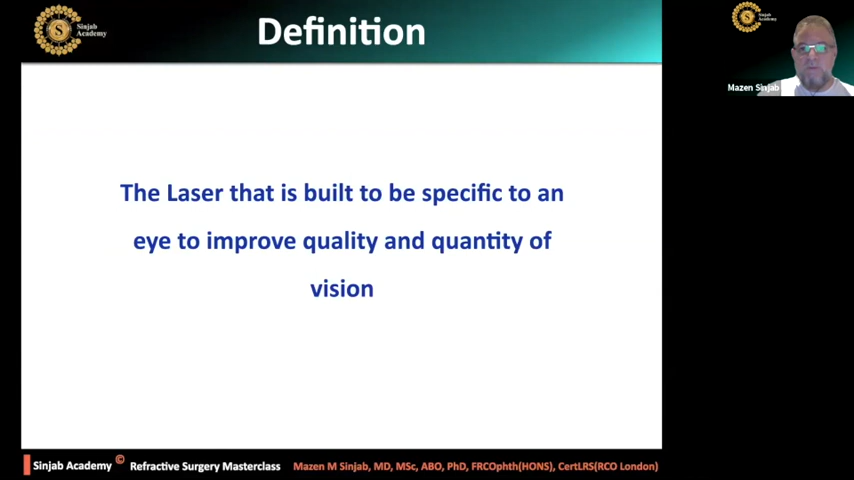 Sinjab
Academy
Definition
Sinjab
Academy
Mazen Sinjab
The Laser that is built to be specific to an
eye to improve quality and quantity of
vision
Sinjab Academy © Refractive Surgery Masterclass Mazen M Sinjab, MD, MSc, ABO, PhD, FRCOphth(HONS), CertLRS(RCO London)